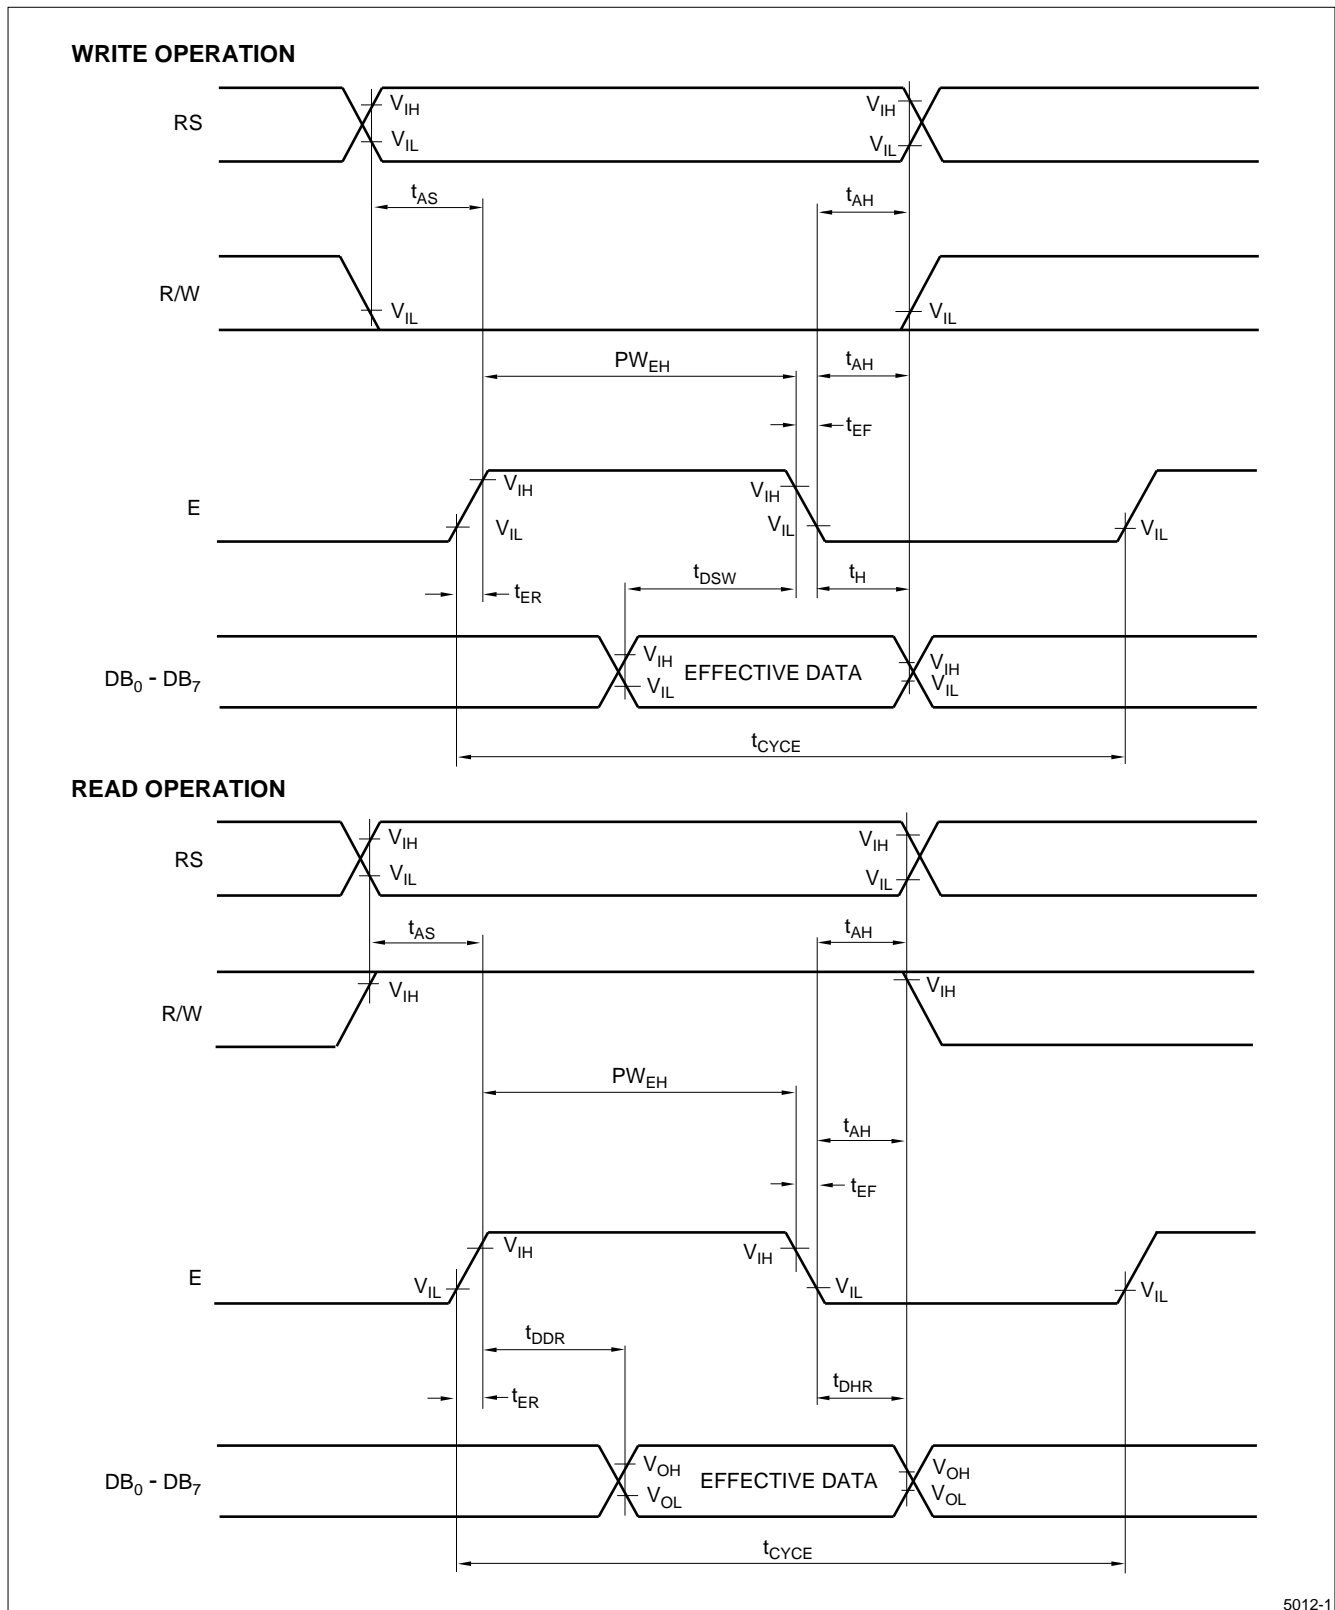 WRITE OPERATION
RS
VIH
VIL
VIH
VIL
tAS
tAH
R/W
VIL
VIL
PWEH
tAH
tEF
E
VIH
VIL
VIH
VIL
VIL
tER
tDSW
tH
DB0 - DB7
VIH
VIL
EFFECTIVE DATA
VIH
VIL
tCYCE
READ OPERATION
RS
VIH
VIL
VIH
VIL
tAS
tAH
R/W
VIH
VIH
PWEH
tAH
tEF
E
VIL
VIH
VIH
VIL
VIL
tDDR
tER
tDHR
DB0 - DB7
VOH
VOL
EFFECTIVE DATA
VOH
VOL
tCYCE
5012-1